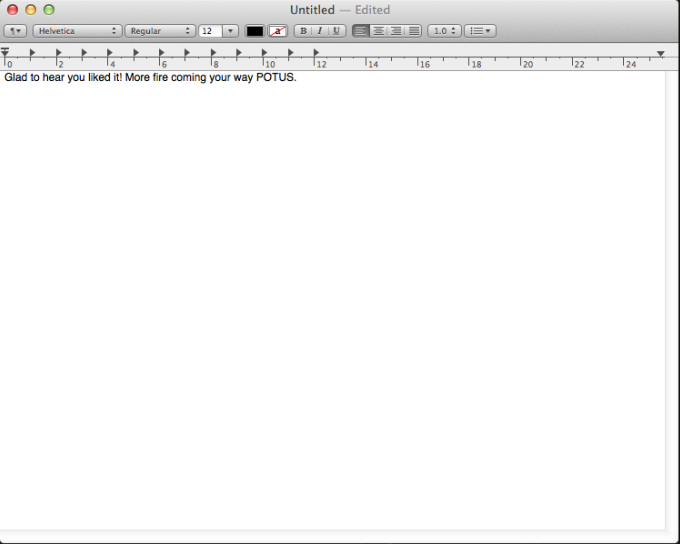 Untitled — Edited
Helvetica Regular 12 a B I U 1.0
0 2 4 6 8 10 12 14 16 18 20 22 24
Glad to hear you liked it! More fire coming your way POTUS.